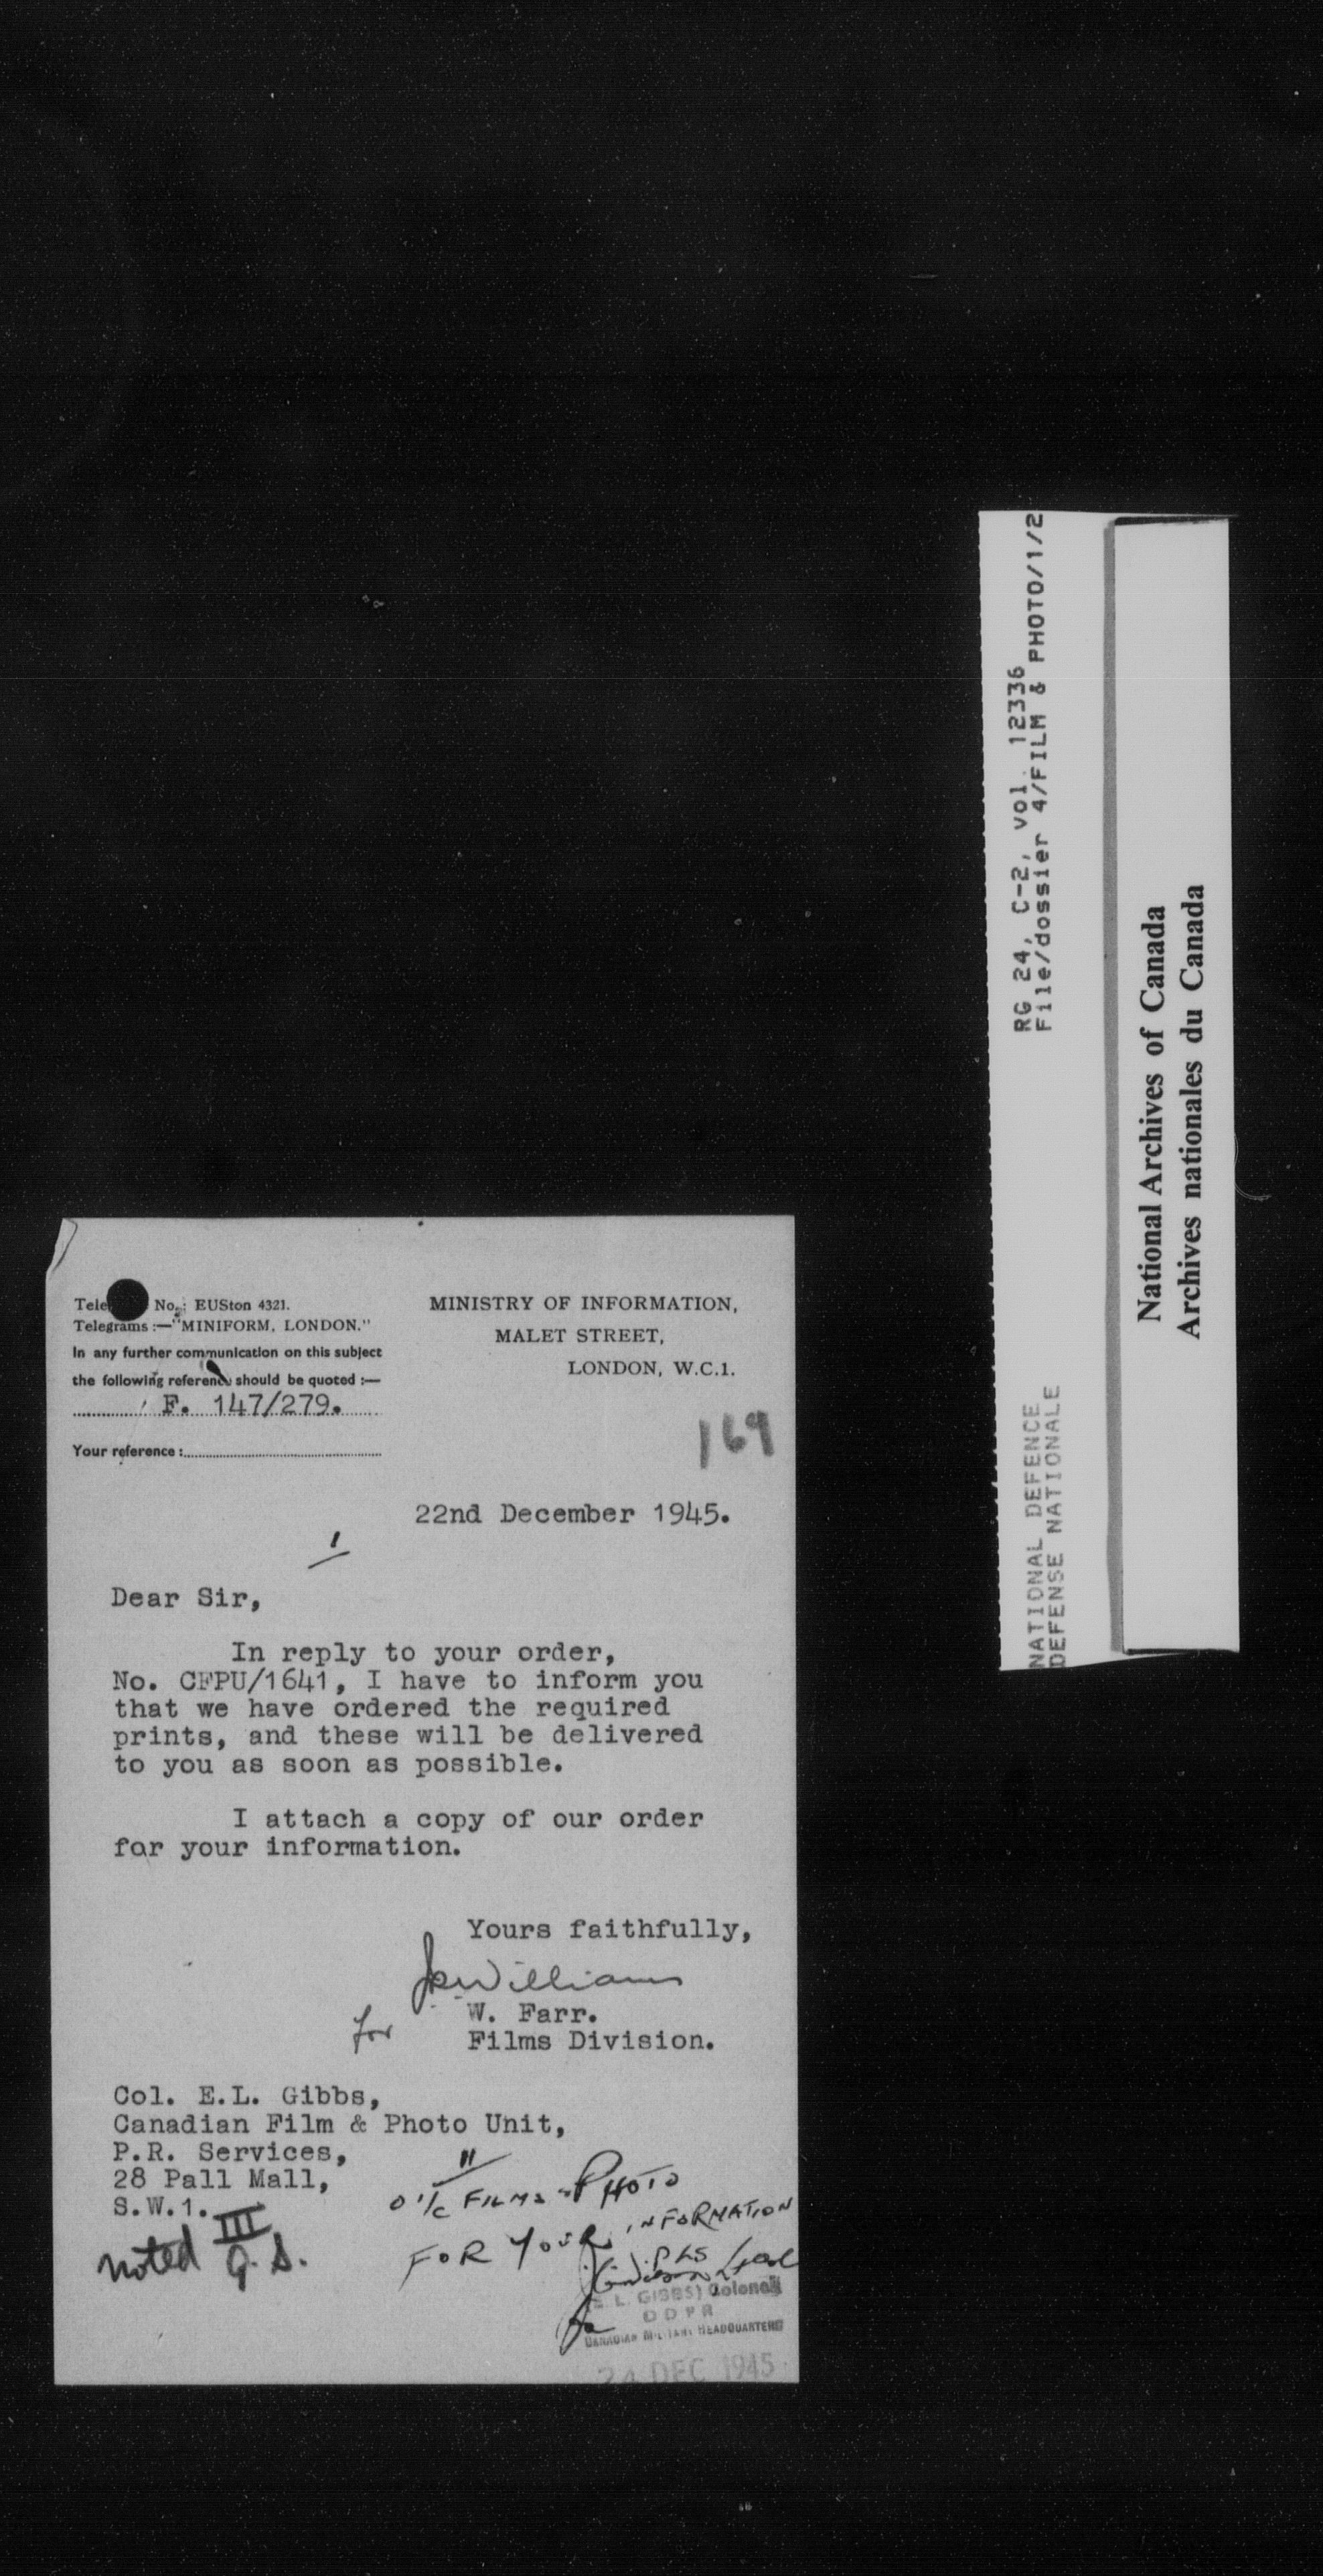 Tele No.: EUSton 4321.
Telegrams :—"MINIFORM, LONDON."
In any further communication on this subject
the following reference should be quoted :—
F. 147/279.
Your reference :
MINISTRY OF INFORMATION,
MALET STREET,
LONDON, W.C.1.
169
22nd December 1945.
I
Dear Sir,
In reply to your order,
No. CFPU/1641, I have to inform you
that we have ordered the required
prints, and these will be delivered
to you as soon as possible.
I attach a copy of our order
for your information.
Yours faithfully,
Williams
W. Farr.
for
Films Division.
Col. E.L. Gibbs,
Canadian Film & Photo Unit,
P.R. Services,
28 Pall Mall,
S.W.1.
II
O i/c FILMS & PHOTO
FOR YOUR INFORMATION
PLS
III
noted G.S.
(E. L. GIBBS) Colonel
D D P R
CANADIAN MILITARY HEADQUARTERS
24 DEC 1945
RG 24, C-2, vol. 12336
File/dossier 4/FILM & PHOTO/1/2
NATIONAL DEFENCE
DEFENSE NATIONALE
National Archives of Canada
Archives nationales du Canada